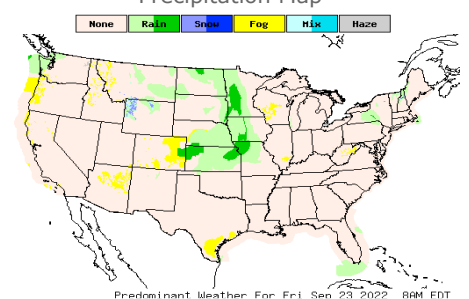 Precipitation Map
None Rain Snow Fog Mix Haze
Predominant Weather For Fri Sep 23 2022 8AM EDT